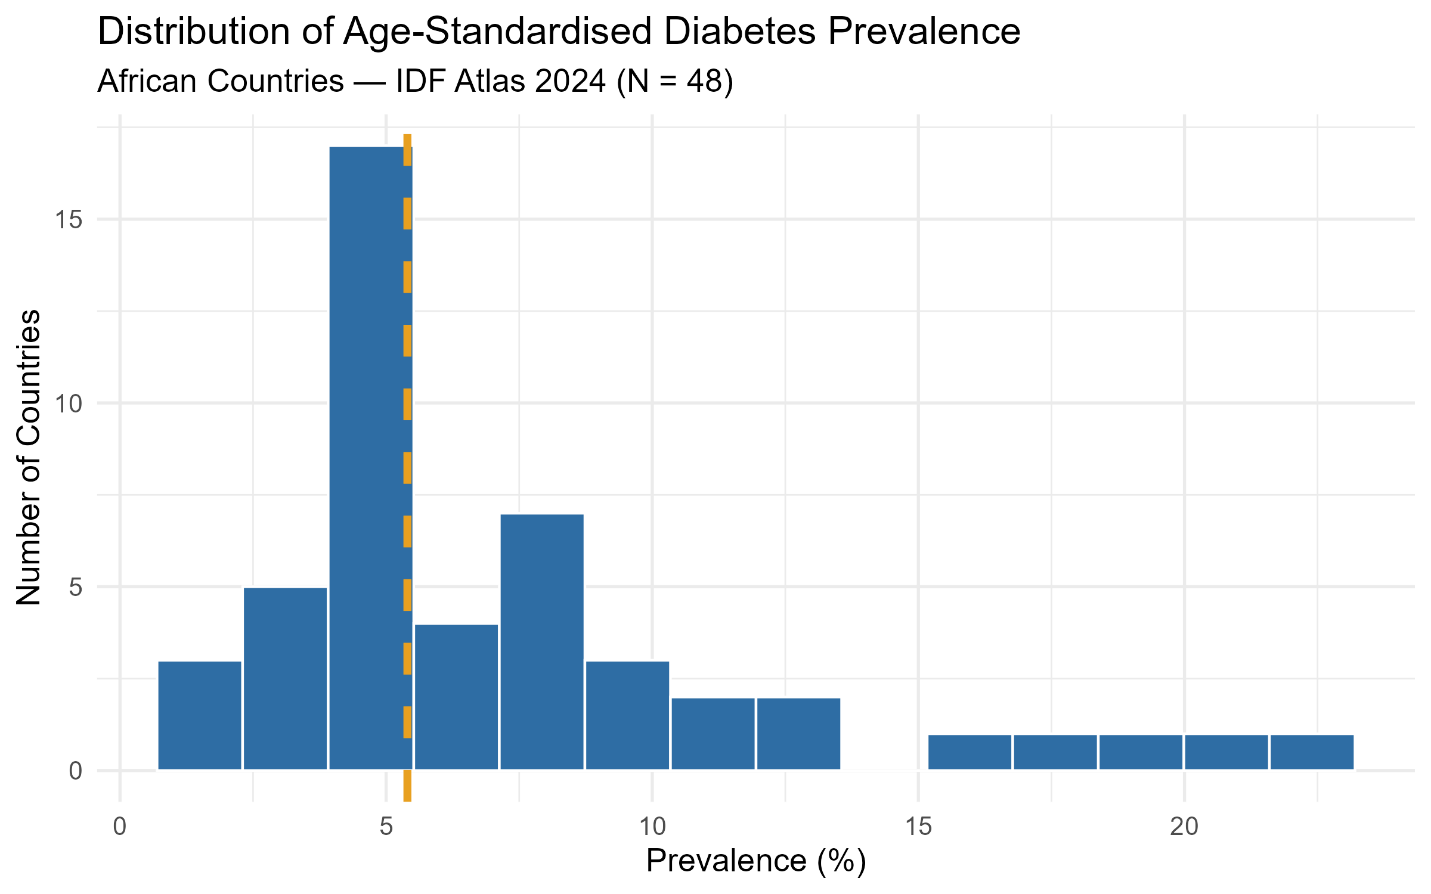 Distribution of Age-Standardised Diabetes Prevalence
African Countries — IDF Atlas 2024 (N = 48)
Number of Countries
15
10
5
0
0 5 10 15 20
Prevalence (%)